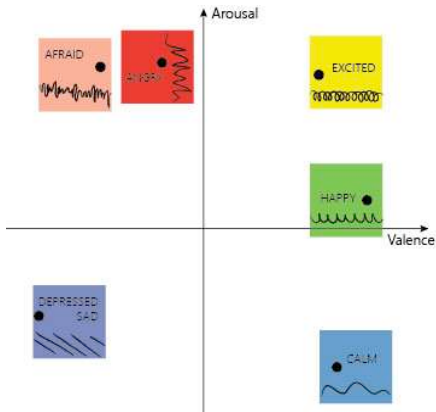 Arousal
AFRAID
ANGRY
EXCITED
HAPPY
Valence
DEPRESSED
SAD
CALM